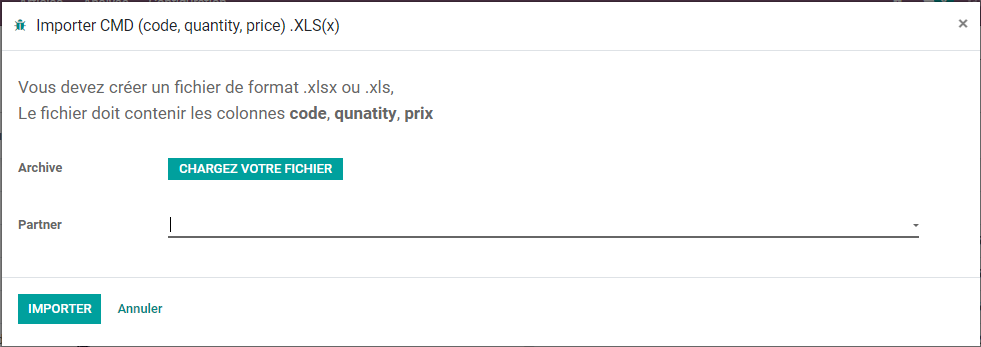 Importer CMD (code, quantity, price) .XLS(x)
×
Vous devez créer un fichier de format .xlsx ou .xls,
Le fichier doit contenir les colonnes code, qunatity, prix
Archive
CHARGEZ VOTRE FICHIER
Partner
IMPORTER
Annuler